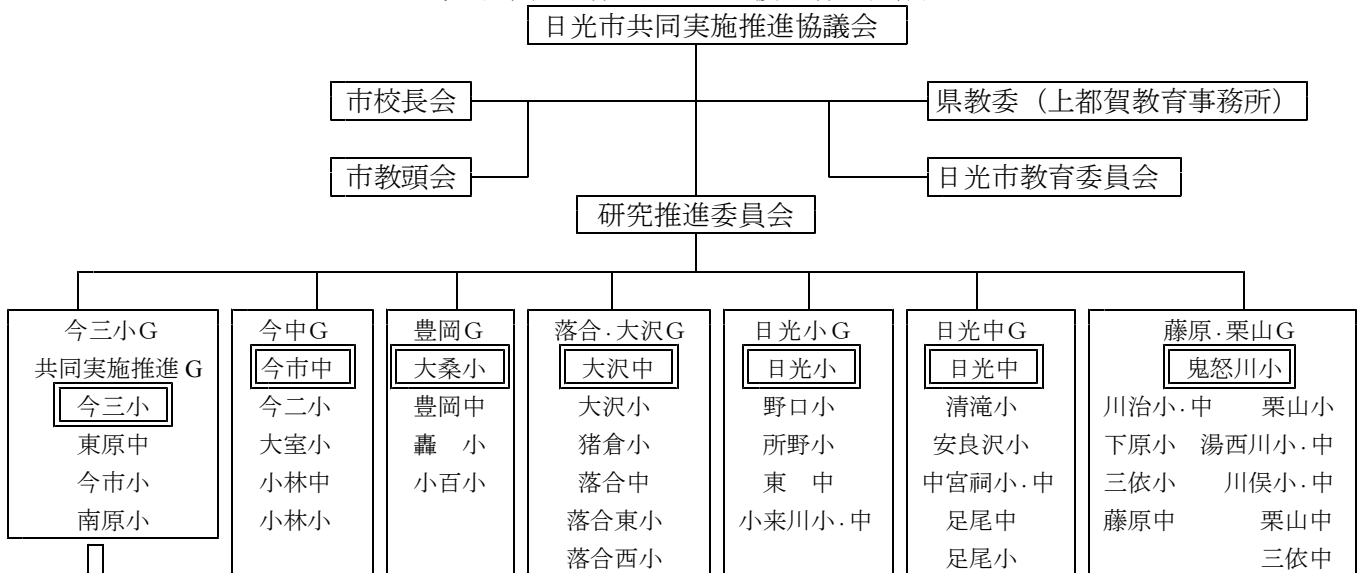 日光市共同実施推進協議会
市校長会
県教委（上都賀教育事務所）
市教頭会
日光市教育委員会
研究推進委員会
今三小G
共同実施推進G
今三小
東原中
今市小
南原小
今中G
今市中
今二小
大室小
小林中
小林小
豊岡G
大桑小
豊岡中
轟　小
小百小
落合．大沢G
大沢中
大沢小
猪倉小
落合中
落合東小
落合西小
日光小G
日光小
野口小
所野小
東　中
小来川小．中
日光中G
日光中
清滝小
安良沢小
中宮祠小．中
足尾中
足尾小
藤原．栗山G
鬼怒川小
川治小．中　栗山小
下原小　湯西川小．中
三依小　川俣小．中
藤原中　栗山中
三依中